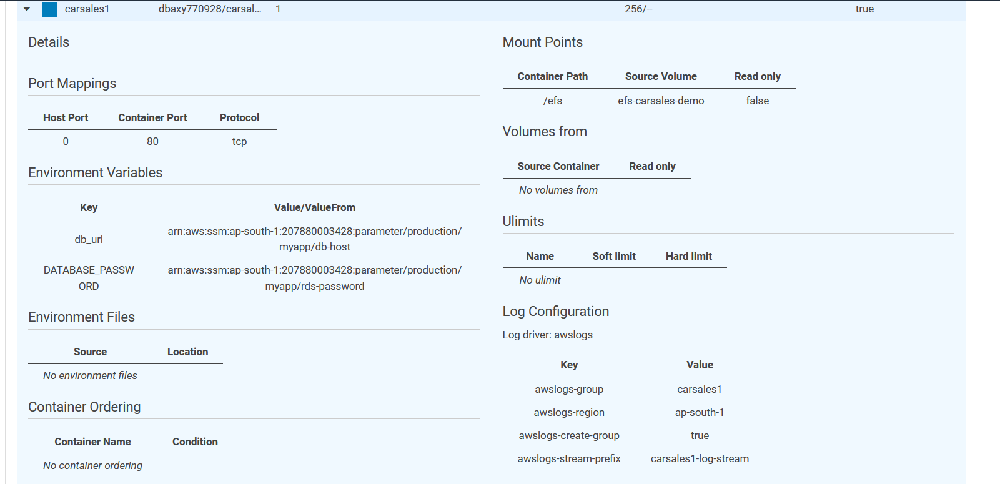 carsales1 dbaxy770928/carsal... 1 256/-- true
Details
Port Mappings
Host Port Container Port Protocol
0 80 tcp
Environment Variables
Key Value/ValueFrom
db_url arn:aws:ssm:ap-south-1:207880003428:parameter/production/
myapp/db-host
DATABASE_PASSW arn:aws:ssm:ap-south-1:207880003428:parameter/production/
ORD myapp/rds-password
Environment Files
Source Location
No environment files
Container Ordering
Container Name Condition
No container ordering
Mount Points
Container Path Source Volume Read only
/efs efs-carsales-demo false
Volumes from
Source Container Read only
No volumes from
Ulimits
Name Soft limit Hard limit
No ulimit
Log Configuration
Log driver: awslogs
Key Value
awslogs-group carsales1
awslogs-region ap-south-1
awslogs-create-group true
awslogs-stream-prefix carsales1-log-stream